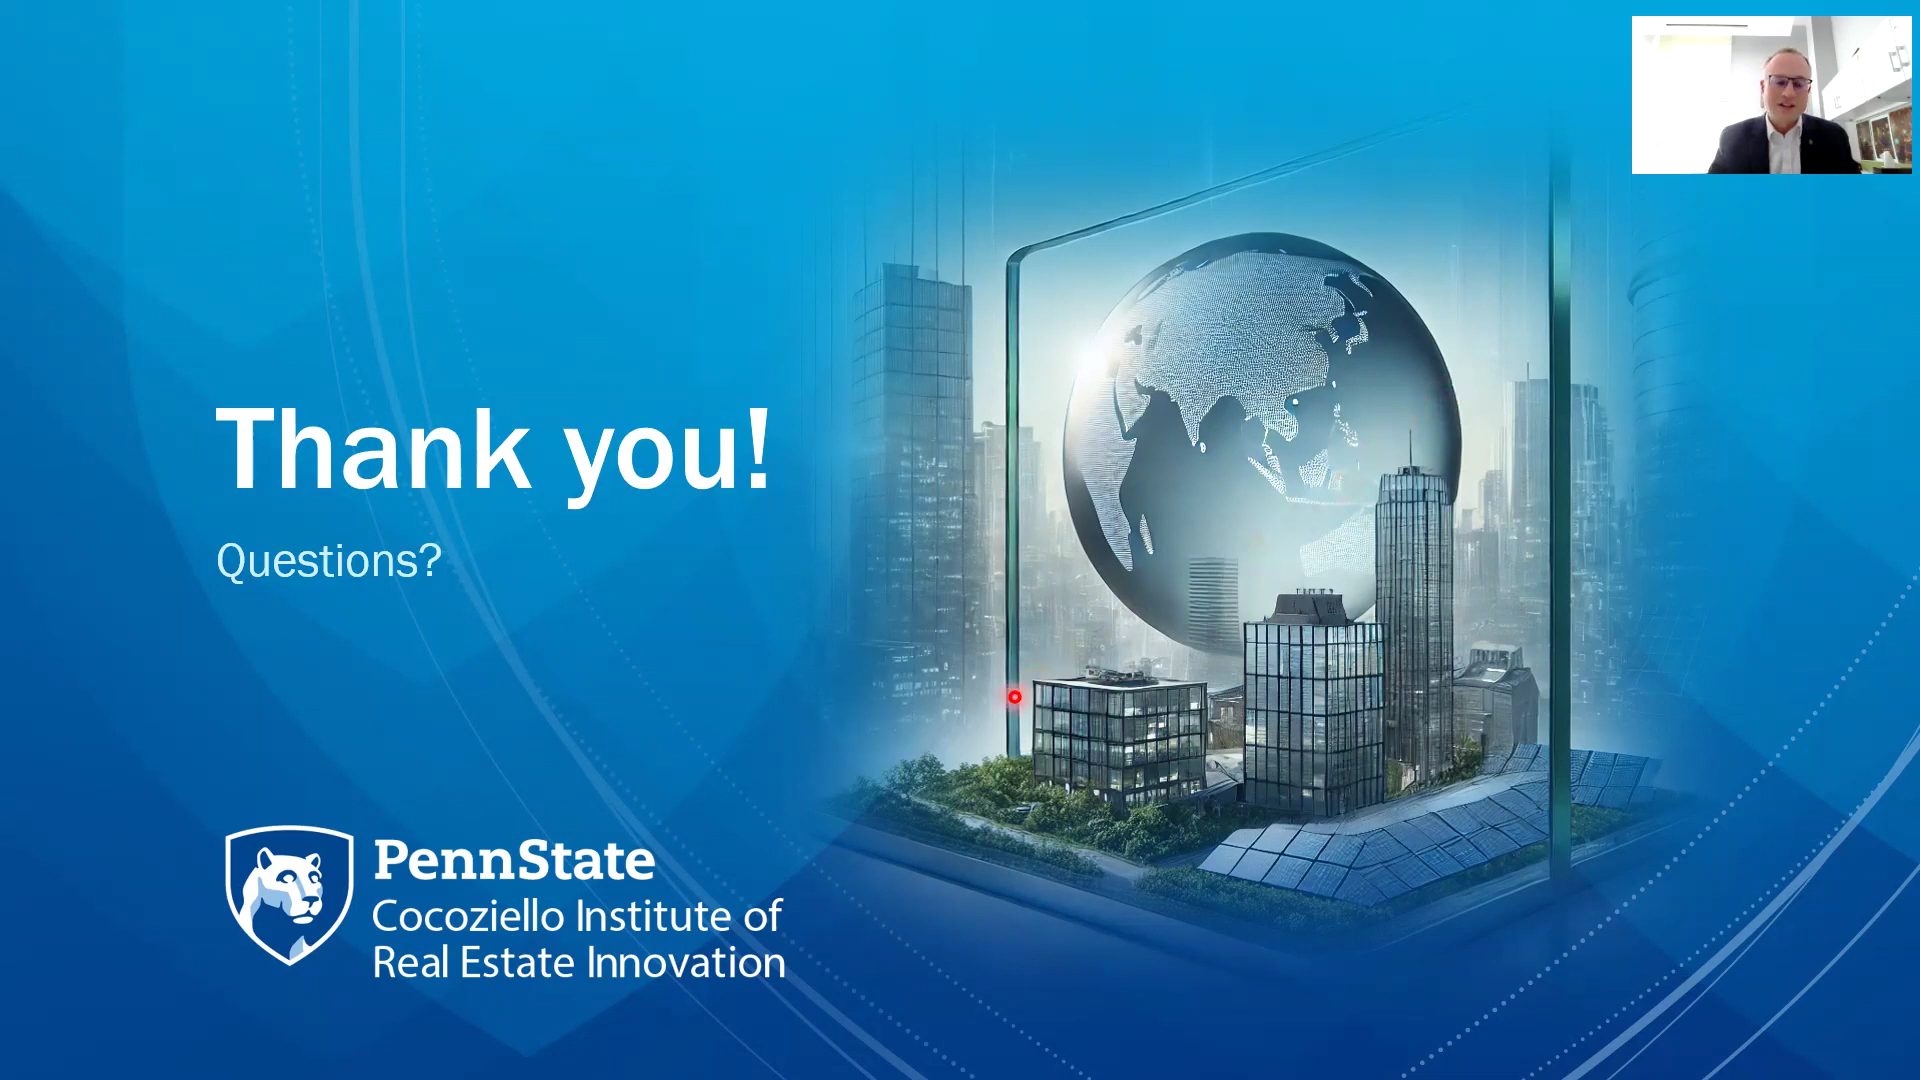 Thank you!
Questions?
PennState
Cocoziello Institute of
Real Estate Innovation